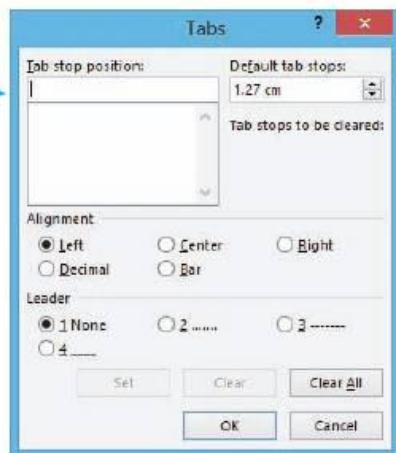 Tabs ? ×
Tab stop position: Default tab stops:
1.27 cm
Tab stops to be cleared:
Alignment
Left Center Right
Decimal Bar
Leader
1 None 2 ....... 3 -------
4 ____
Set Clear Clear All
OK Cancel